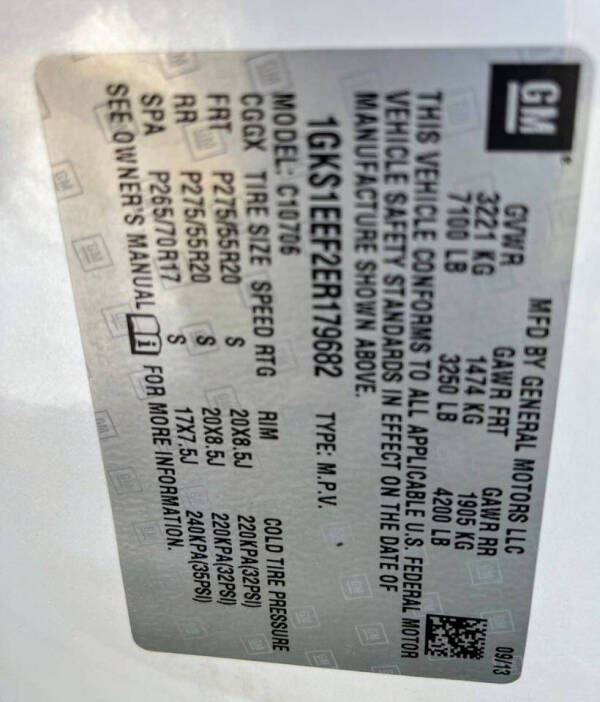 GM
MFD BY GENERAL MOTORS LLC 09/13
GVWR GAWR FRT GAWR RR
3221 KG 1474 KG 1905 KG
7100 LB 3250 LB 4200 LB
THIS VEHICLE CONFORMS TO ALL APPLICABLE U.S. FEDERAL MOTOR
VEHICLE SAFETY STANDARDS IN EFFECT ON THE DATE OF
MANUFACTURE SHOWN ABOVE.
1GKS1EEF2ER179682 TYPE: M.P.V.
MODEL: C10706
CGGX TIRE SIZE SPEED RTG RIM COLD TIRE PRESSURE
FRT P275/55R20 S 20X8.5J 220KPA(32PSI)
RR P275/55R20 S 20X8.5J 220KPA(32PSI)
SPA P265/70R17 S 17X7.5J 240KPA(35PSI)
SEE OWNER'S MANUAL i FOR MORE INFORMATION.